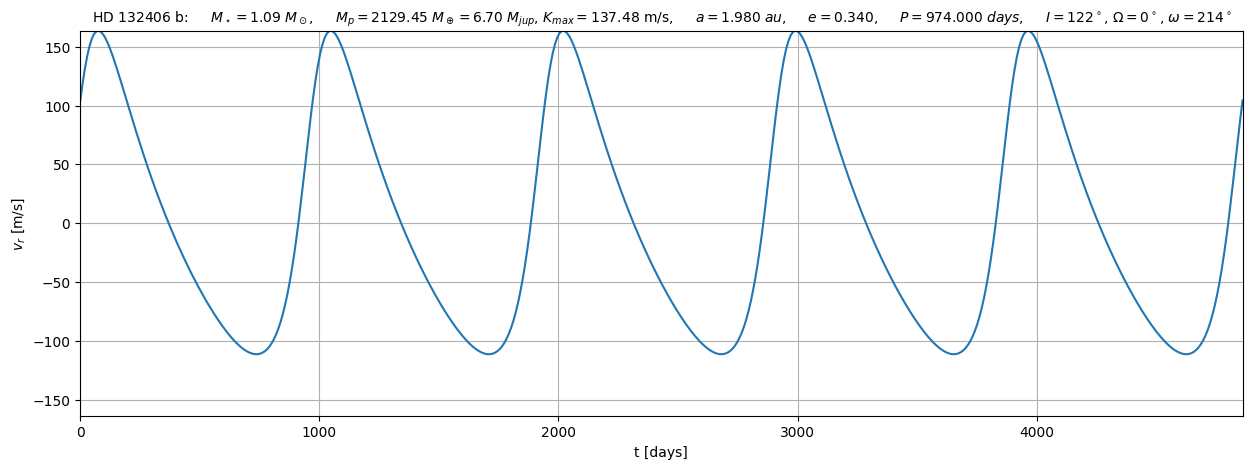 HD 132406 b: M⋆ = 1.09 M⊙, Mp = 2129.45 M⊕ = 6.70 Mjup, Kmax = 137.48 m/s, a = 1.980 au, e = 0.340, P = 974.000 days, I = 122°, Ω = 0°, ω = 214°
150
100
50
0
−50
−100
−150
vr [m/s]
0 1000 2000 3000 4000
t [days]